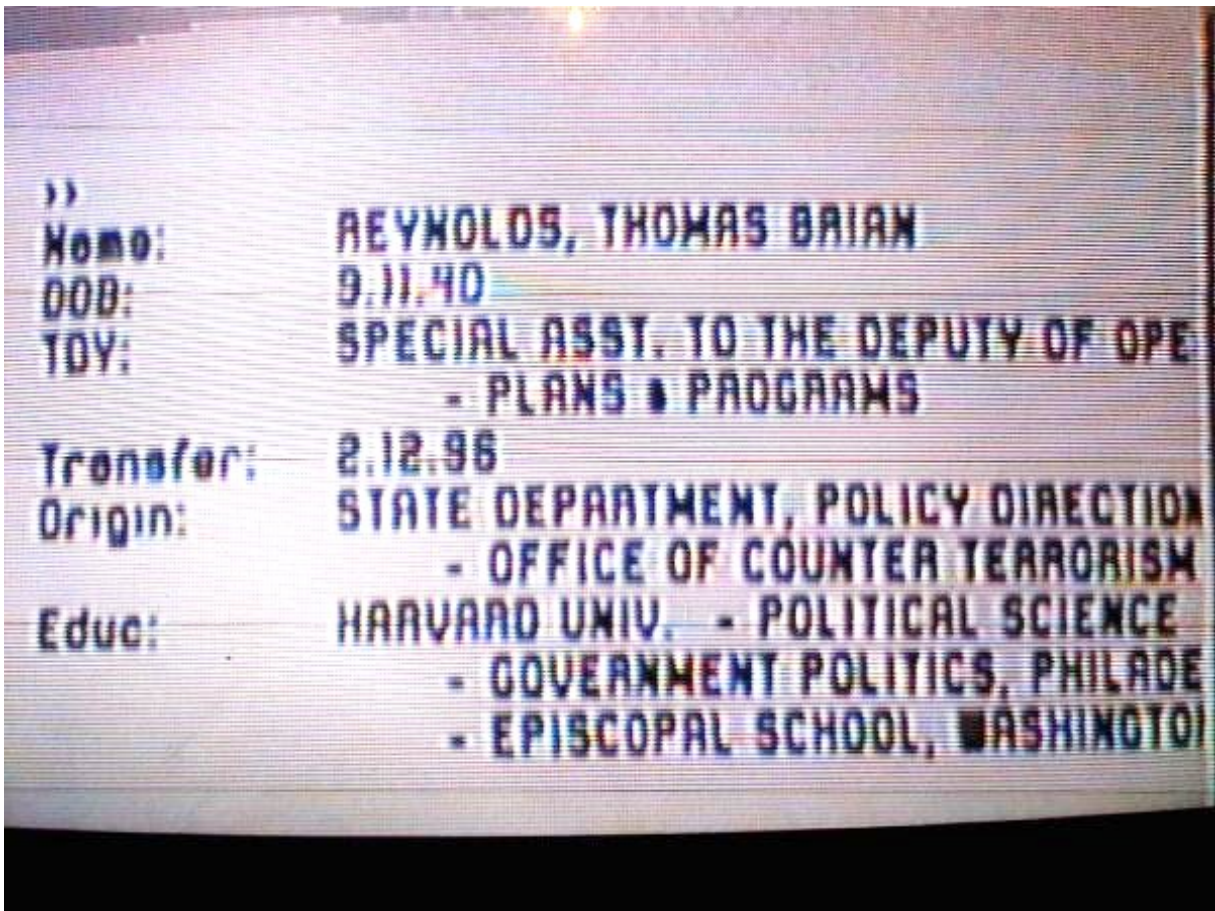 >>
Name: REYNOLDS, THOMAS BRIAN
DOB: 9.11.40
TDY: SPECIAL ASST. TO THE DEPUTY OF OPE
- PLANS & PROGRAMS
Transfer: 2.12.96
Origin: STATE DEPARTMENT, POLICY DIRECTION
- OFFICE OF COUNTER TERRORISM
Educ: HARVARD UNIV. - POLITICAL SCIENCE
- GOVERNMENT POLITICS, PHILADE
- EPISCOPAL SCHOOL, WASHINGTON